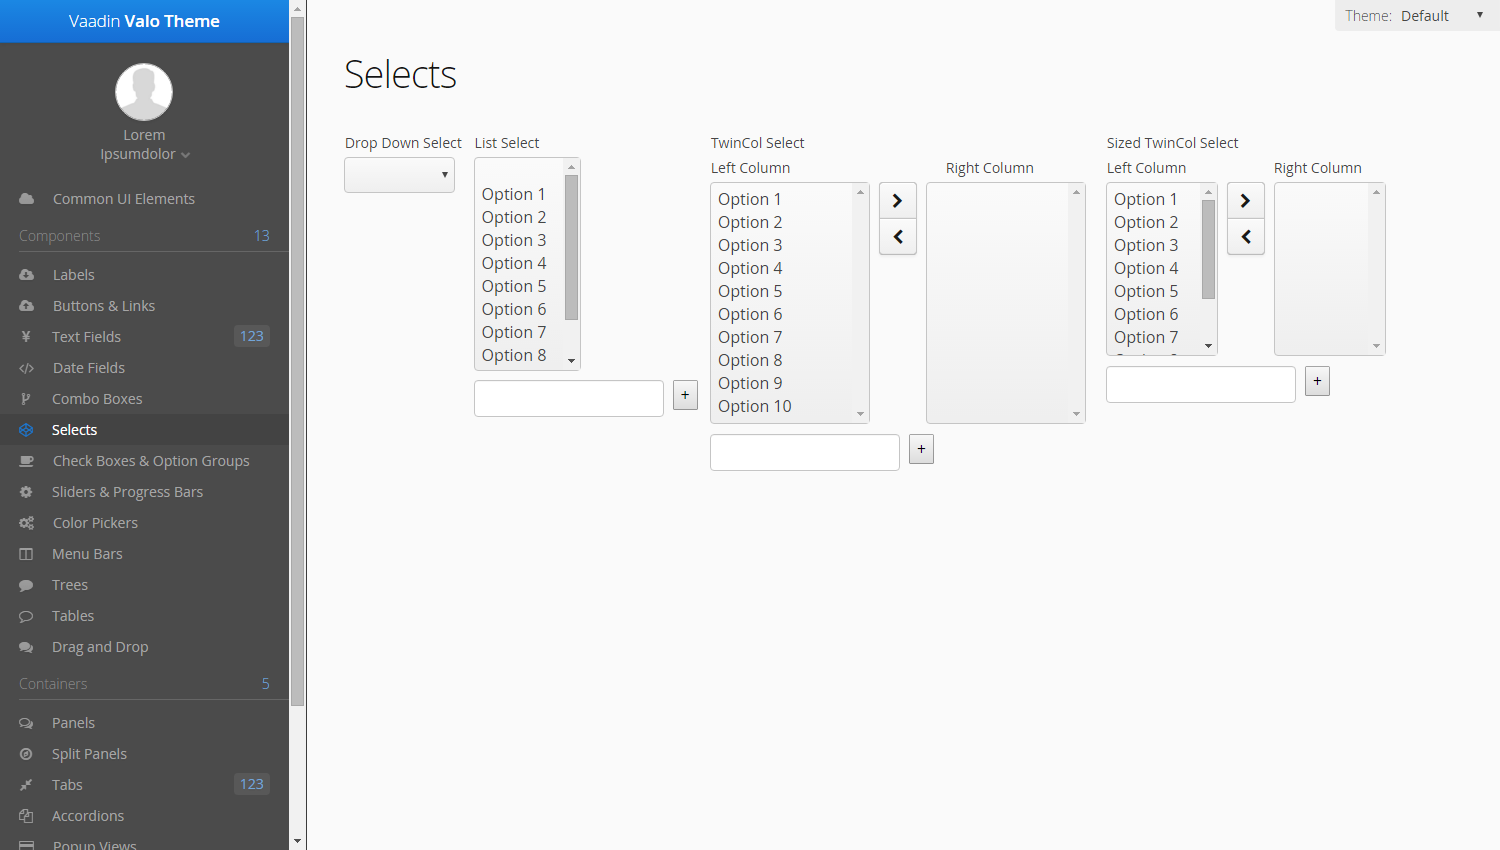 Vaadin Valo Theme
Lorem
Ipsumdolor
Common UI Elements
Components 13
Labels
Buttons & Links
Text Fields 123
Date Fields
Combo Boxes
Selects
Check Boxes & Option Groups
Sliders & Progress Bars
Color Pickers
Menu Bars
Trees
Tables
Drag and Drop
Containers 5
Panels
Split Panels
Tabs 123
Accordions
Popup Views
Theme: Default
Selects
Drop Down Select
List Select
Option 1
Option 2
Option 3
Option 4
Option 5
Option 6
Option 7
Option 8
+
TwinCol Select
Left Column
Right Column
Option 1
Option 2
Option 3
Option 4
Option 5
Option 6
Option 7
Option 8
Option 9
Option 10
+
Sized TwinCol Select
Left Column
Right Column
Option 1
Option 2
Option 3
Option 4
Option 5
Option 6
Option 7
+